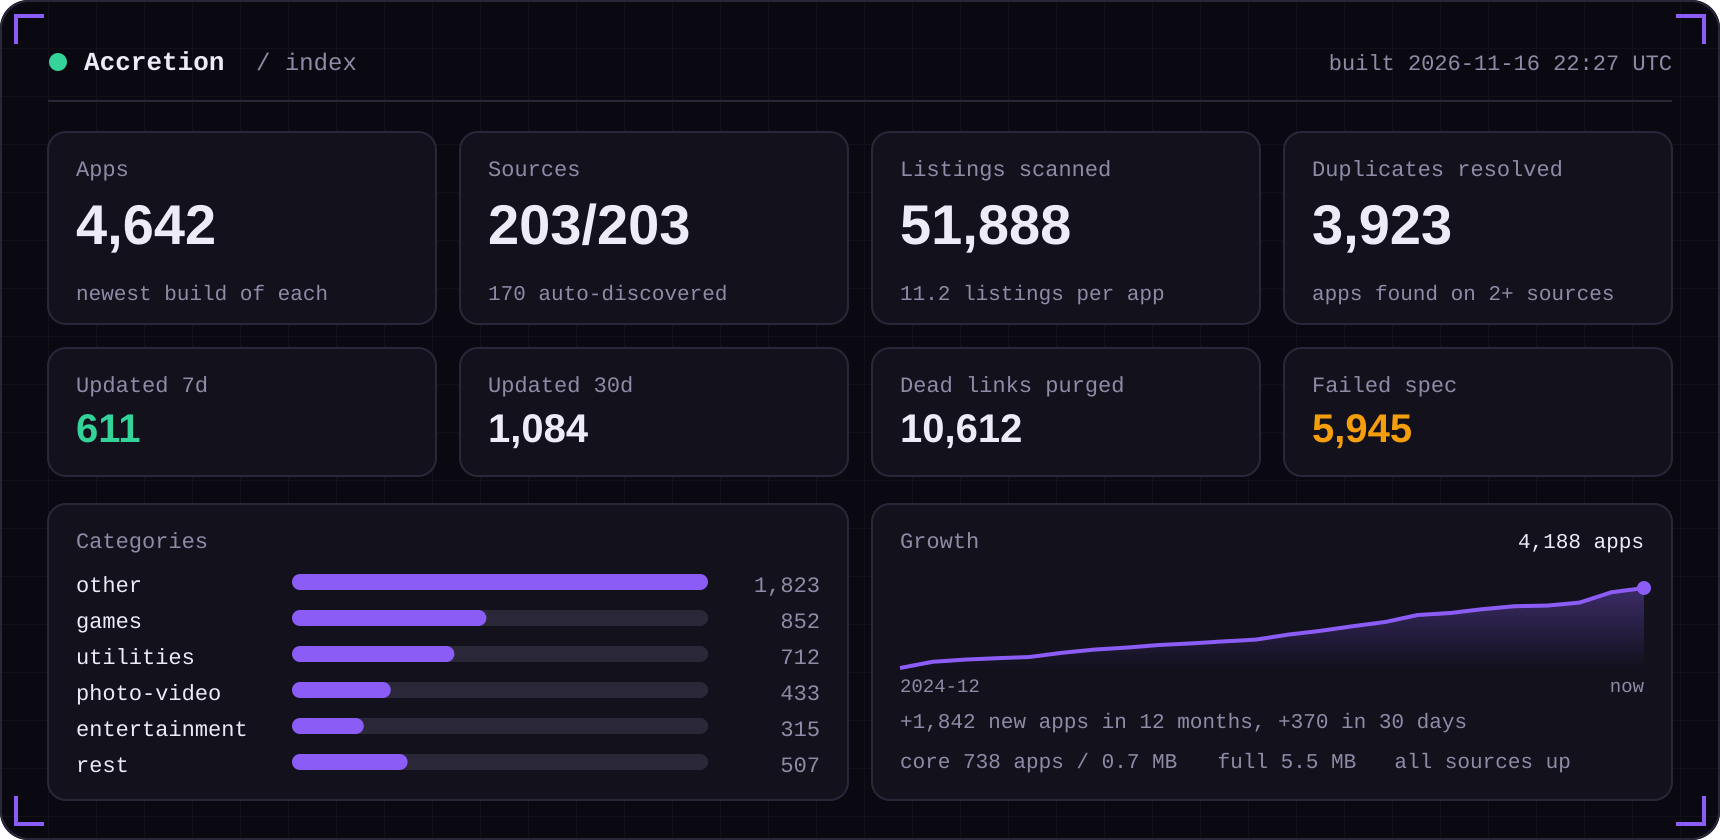 Accretion / index
built 2026-11-16 22:27 UTC
Apps
4,642
newest build of each
Sources
203/203
170 auto-discovered
Listings scanned
51,888
11.2 listings per app
Duplicates resolved
3,923
apps found on 2+ sources
Updated 7d
611
Updated 30d
1,084
Dead links purged
10,612
Failed spec
5,945
Categories
other 1,823
games 852
utilities 712
photo-video 433
entertainment 315
rest 507
Growth 4,188 apps
2024-12 now
+1,842 new apps in 12 months, +370 in 30 days
core 738 apps / 0.7 MB full 5.5 MB all sources up